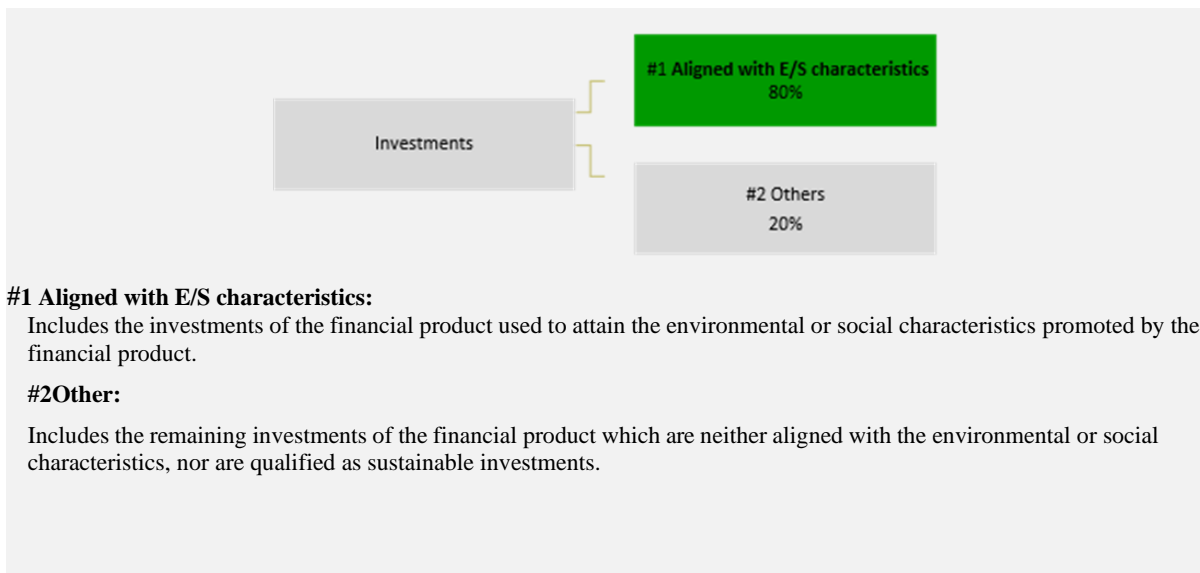 #1 Aligned with E/S characteristics
80%
Investments
#2 Others
20%
#1 Aligned with E/S characteristics:
Includes the investments of the financial product used to attain the environmental or social characteristics promoted by the
financial product.
#2Other:
Includes the remaining investments of the financial product which are neither aligned with the environmental or social
characteristics, nor are qualified as sustainable investments.